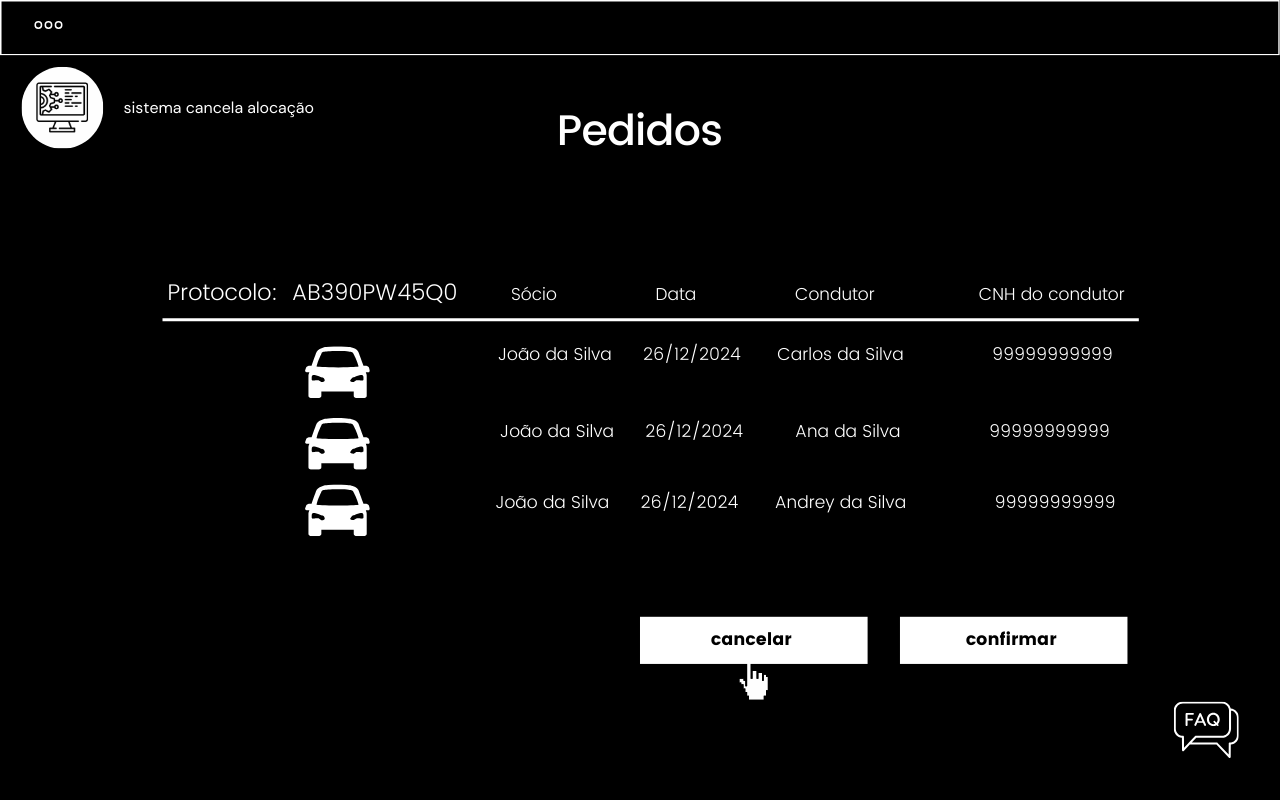 sistema cancela alocação
Pedidos
Protocolo: AB390PW45Q0 Sócio Data Condutor CNH do condutor
João da Silva 26/12/2024 Carlos da Silva 99999999999
João da Silva 26/12/2024 Ana da Silva 99999999999
João da Silva 26/12/2024 Andrey da Silva 99999999999
cancelar confirmar
FAQ